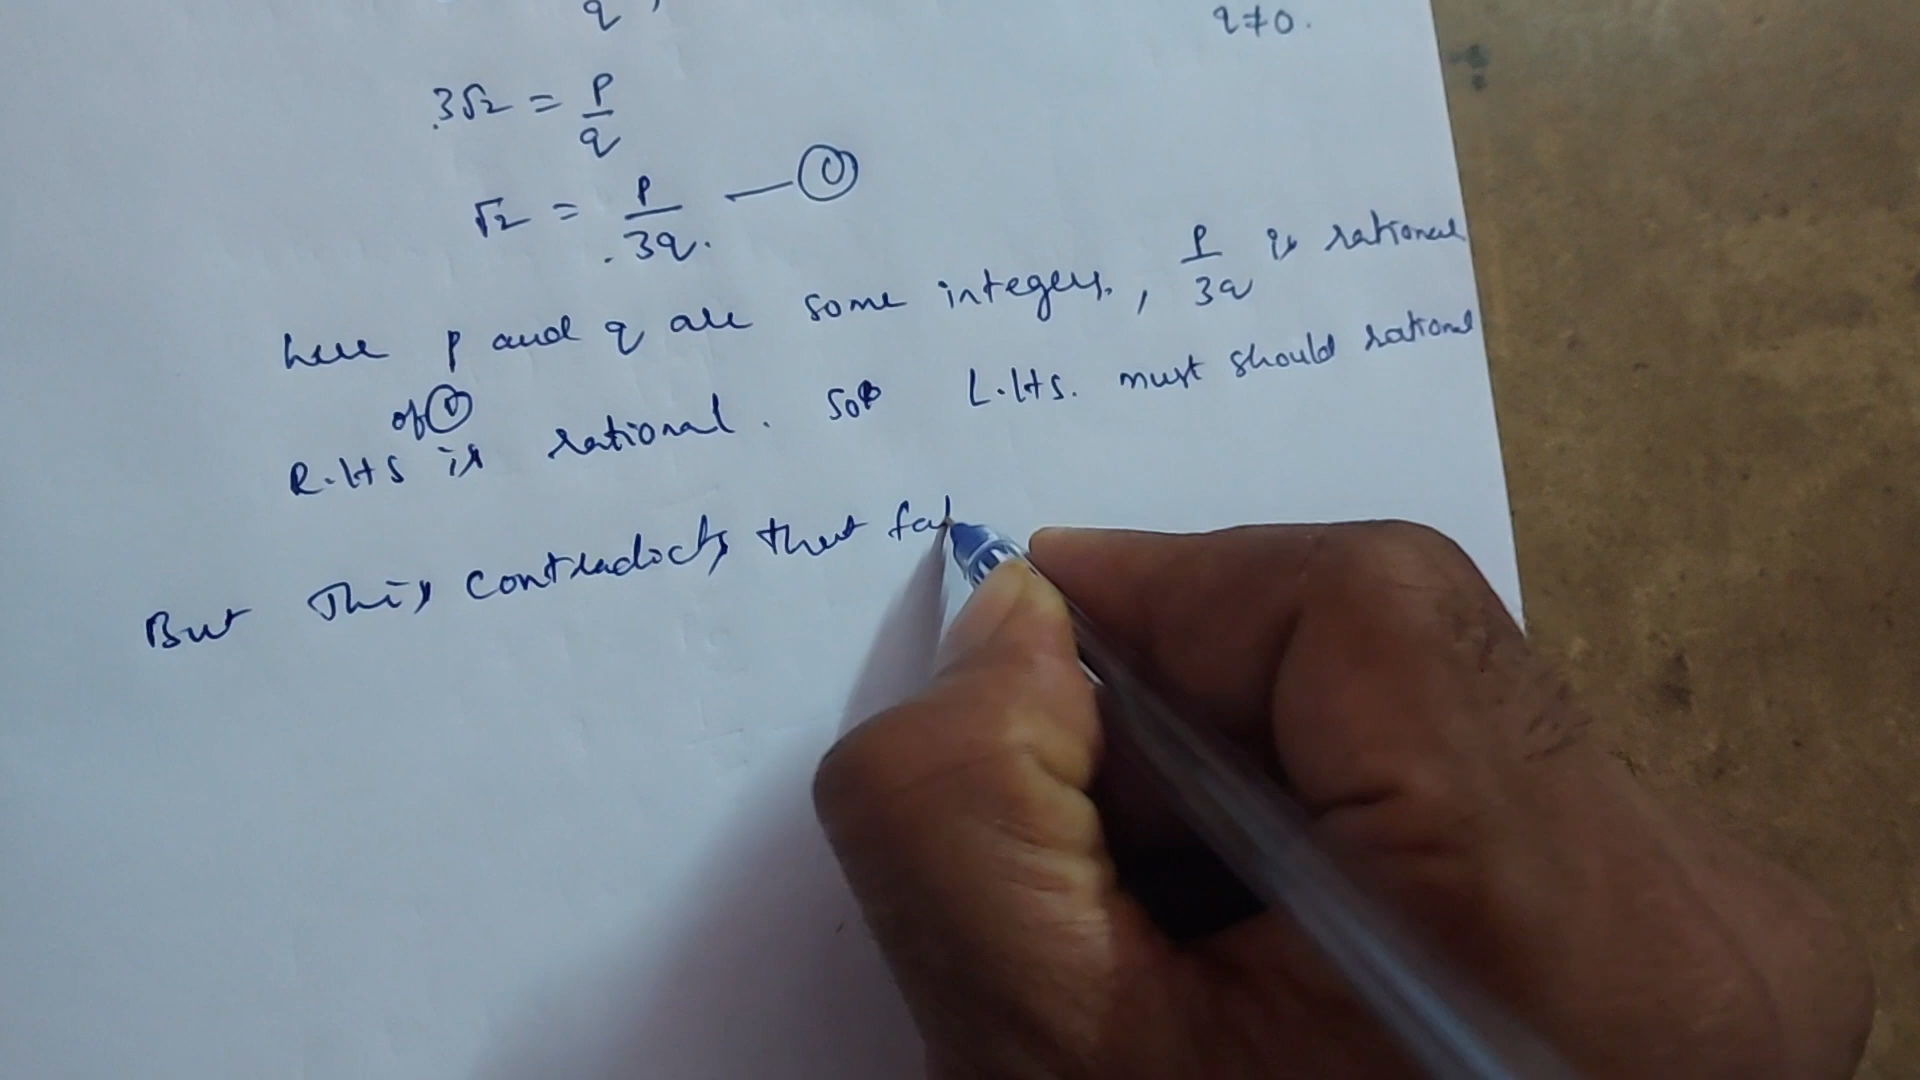 q , q≠0.
3√2 = p/q
√2 = p/3q. — ①
here p and q are some integers, p/3q is rational
of ①
R.H.S is rational. So L.H.S. must should rational
But This contradicts that fa